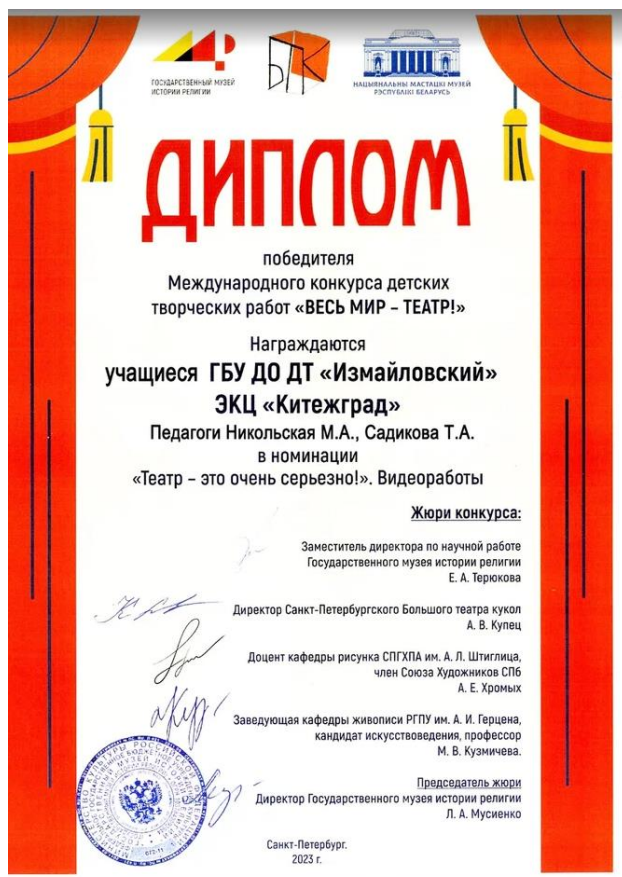 ГОСУДАРСТВЕННЫЙ МУЗЕЙ
ИСТОРИИ РЕЛИГИИ
БТК
НАЦЫЯНАЛЬНЫ МАСТАЦКІ МУЗЕЙ
РЭСПУБЛІКІ БЕЛАРУСЬ
ДИПЛОМ
победителя
Международного конкурса детских
творческих работ «ВЕСЬ МИР – ТЕАТР!»
Награждаются
учащиеся ГБУ ДО ДТ «Измайловский»
ЭКЦ «Китежград»
Педагоги Никольская М.А., Садикова Т.А.
в номинации
«Театр – это очень серьезно!». Видеоработы
Жюри конкурса:
Заместитель директора по научной работе
Государственного музея истории религии
Е. А. Терюкова
Директор Санкт-Петербургского Большого театра кукол
А. В. Купец
Доцент кафедры рисунка СПГХПА им. А. Л. Штиглица,
член Союза Художников СПб
А. Е. Хромых
Заведующая кафедры живописи РГПУ им. А. И. Герцена,
кандидат искусствоведения, профессор
М. В. Кузмичева.
Председатель жюри
Директор Государственного музея истории религии
Л. А. Мусиенко
Санкт-Петербург.
2023 г.